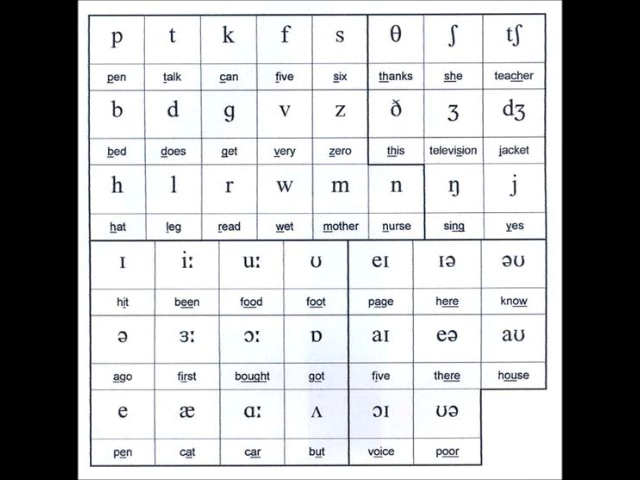 p t k f s θ ʃ tʃ
pen talk can five six thanks she teacher
b d g v z ð ʒ dʒ
bed does get very zero this television jacket
h l r w m n ŋ j
hat leg read wet mother nurse sing yes
ɪ iː uː ʊ eɪ ɪə əʊ
hit been food foot page here know
ə ɜː ɔː ɒ aɪ eə aʊ
ago first bought got five there house
e æ ɑː ʌ ɔɪ ʊə
pen cat car but voice poor